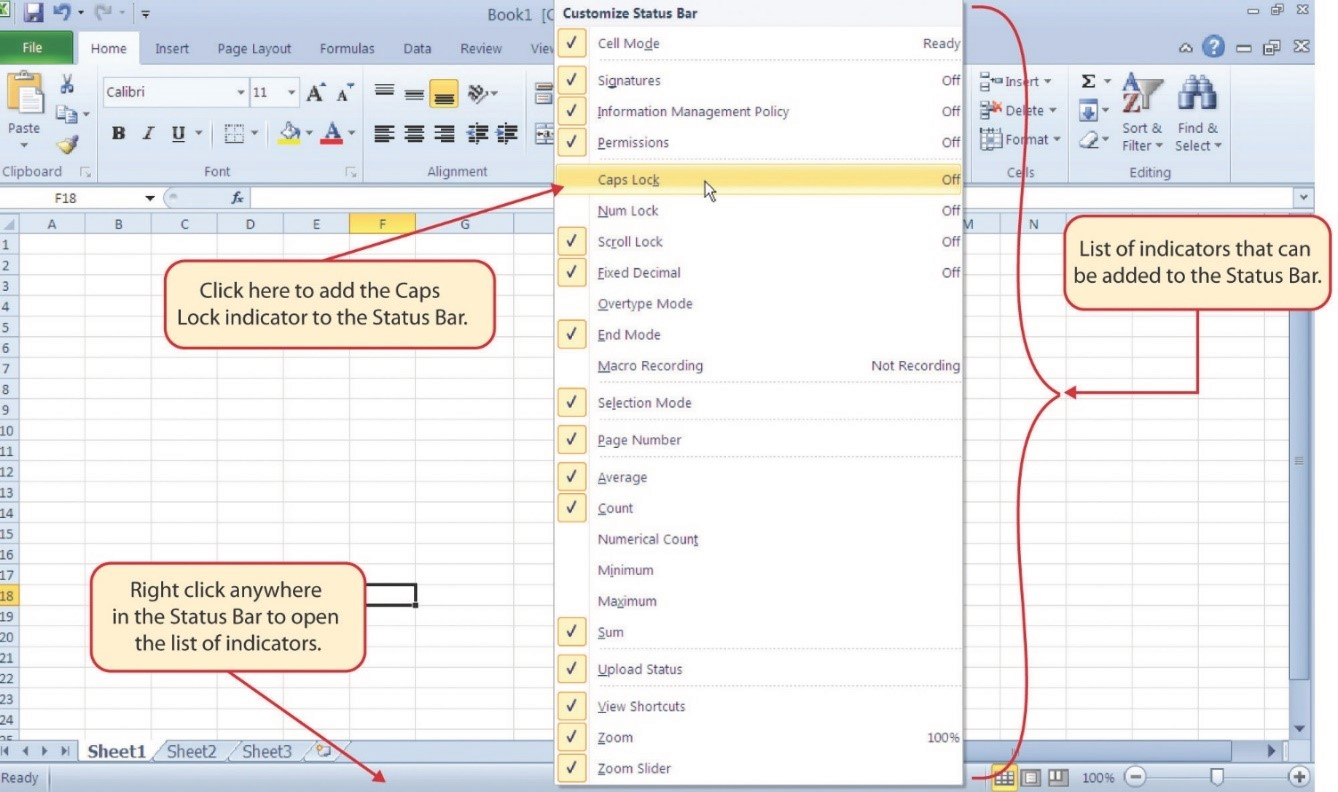 Book1 [C
Customize Status Bar
File Home Insert Page Layout Formulas Data Review View
Calibri 11
Paste
B I U
Clipboard Font Alignment
Insert
Delete
Format
Cells
Σ
Sort & Filter
Find & Select
Editing
F18 fx
A B C D E F G M N
1
2
3
4
5
6
7
8
9
10
11
12
13
14
15
16
17
18
19
20
21
22
23
24
25
Cell Mode Ready
Signatures Off
Information Management Policy Off
Permissions Off
Caps Lock Off
Num Lock Off
Scroll Lock Off
Fixed Decimal Off
Overtype Mode
End Mode
Macro Recording Not Recording
Selection Mode
Page Number
Average
Count
Numerical Count
Minimum
Maximum
Sum
Upload Status
View Shortcuts
Zoom 100%
Zoom Slider
Click here to add the Caps
Lock indicator to the Status Bar.
List of indicators that can
be added to the Status Bar.
Right click anywhere
in the Status Bar to open
the list of indicators.
Sheet1 Sheet2 Sheet3
Ready 100%